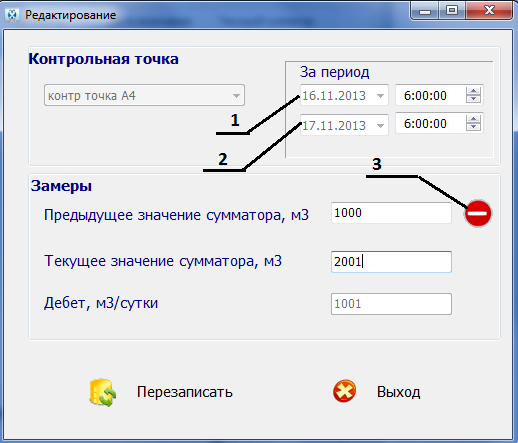 Редактирование
Контрольная точка
За период
контр точка А4
16.11.2013 6:00:00
1
17.11.2013 6:00:00
2
3
Замеры
Предыдущее значение сумматора, м3 1000
Текущее значение сумматора, м3 2001
Дебет, м3/сутки 1001
Перезаписать Выход